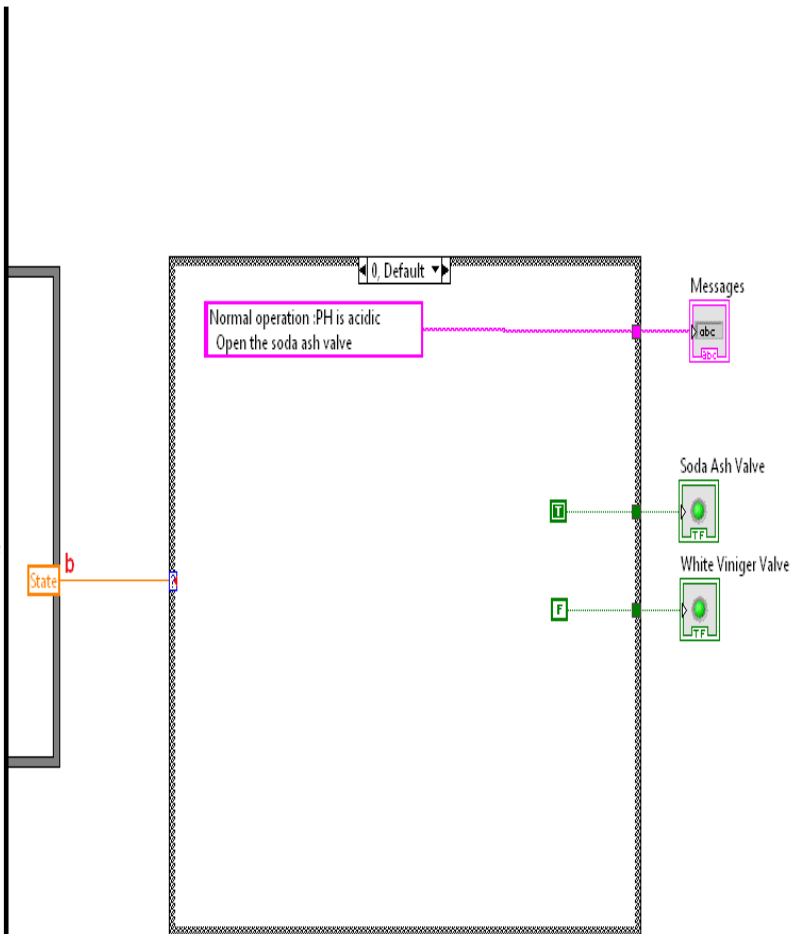 0, Default
Normal operation :PH is acidic
Open the soda ash valve
Messages
abc
abc
Soda Ash Valve
T
TF
White Viniger Valve
F
TF
State
b
?